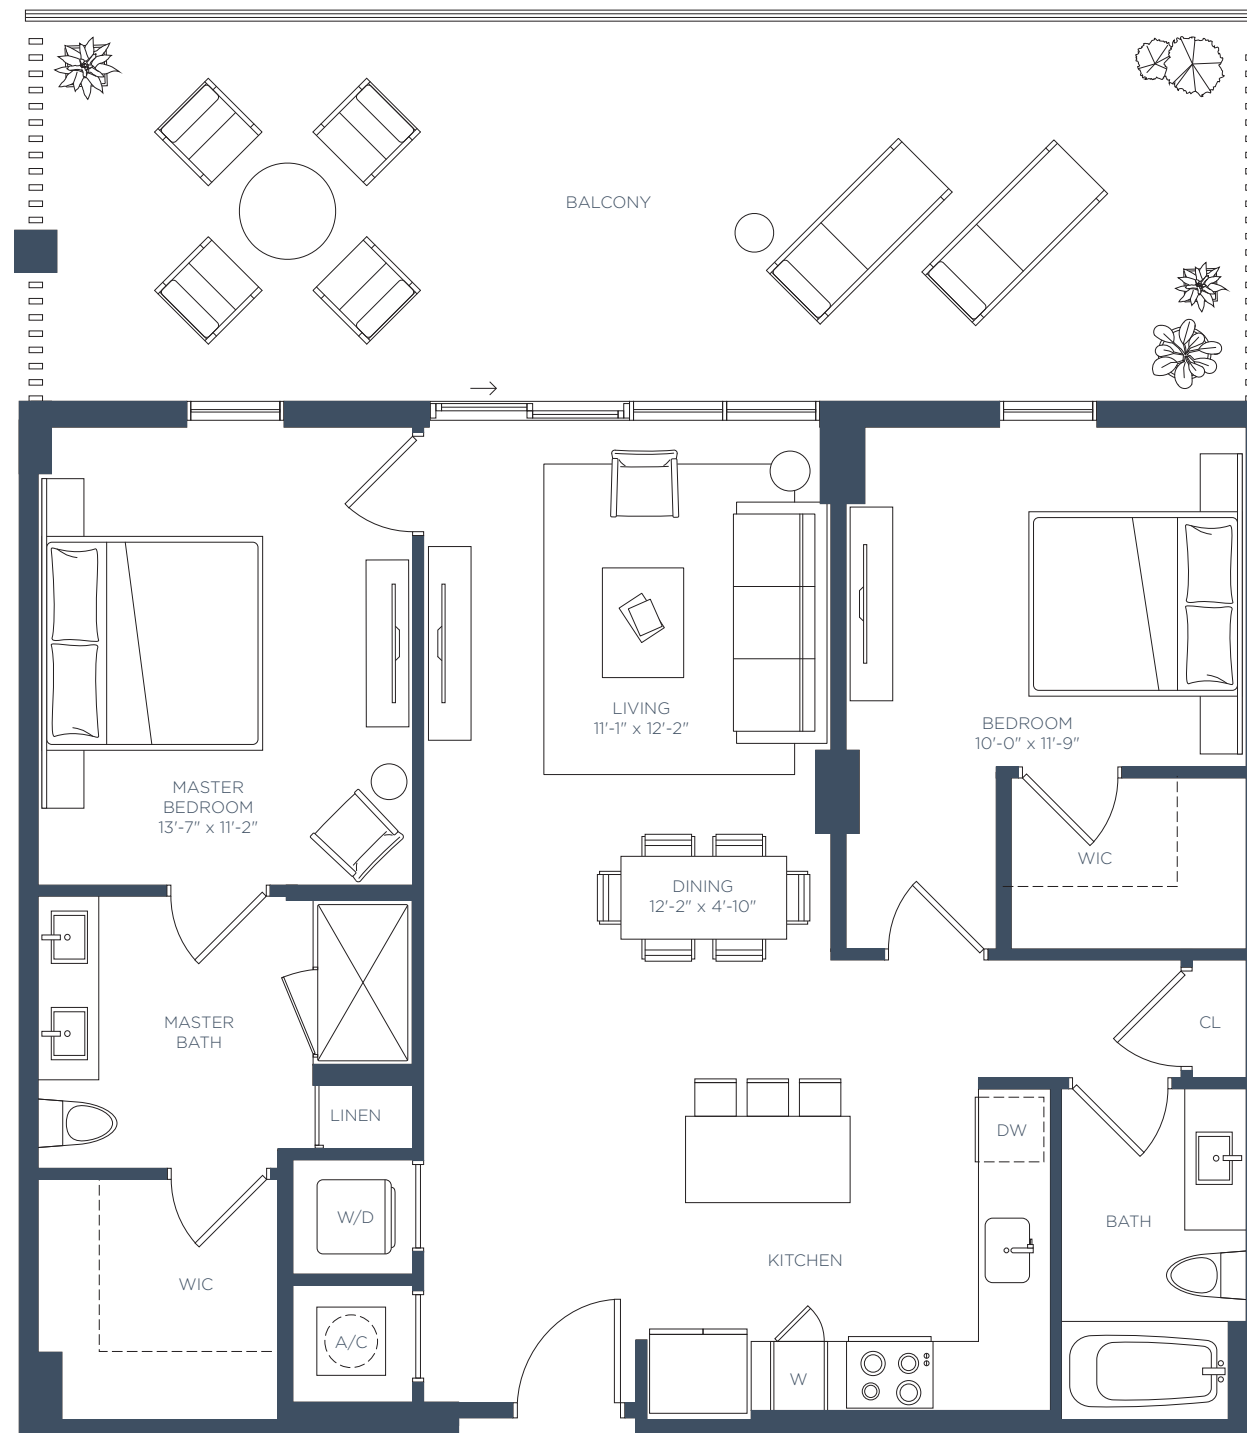 BALCONY
LIVING
11'-1" x 12'-2"
BEDROOM
10'-0" x 11'-9"
MASTER
BEDROOM
13'-7" x 11'-2"
WIC
DINING
12'-2" x 4'-10"
MASTER
BATH
CL
LINEN
DW
W/D
BATH
KITCHEN
WIC
A/C
W